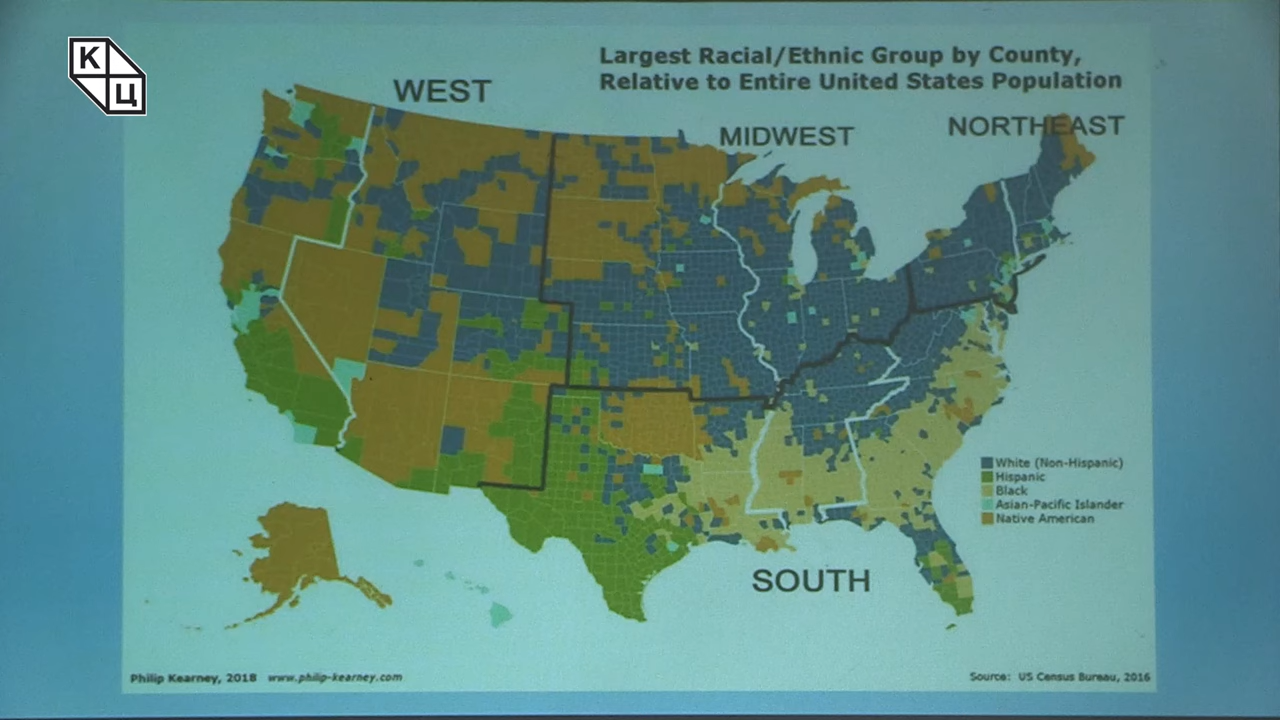 К
Ц
Largest Racial/Ethnic Group by County,
Relative to Entire United States Population
WEST
MIDWEST
NORTHEAST
White (Non-Hispanic)
Hispanic
Black
Asian-Pacific Islander
Native American
SOUTH
Philip Kearney, 2018 www.philip-kearney.com
Source: US Census Bureau, 2016